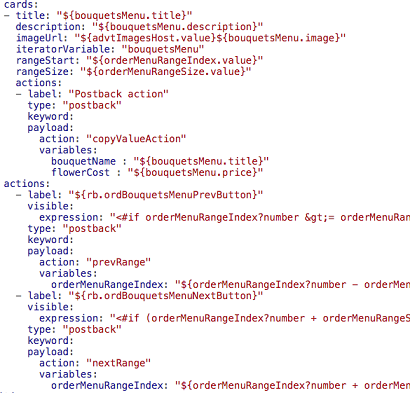 cards:
- title: "${bouquetsMenu.title}"
description: "${bouquetsMenu.description}"
imageUrl: "${advtImagesHost.value}${bouquetsMenu.image}"
iteratorVariable: "bouquetsMenu"
rangeStart: "${orderMenuRangeIndex.value}"
rangeSize: "${orderMenuRangeSize.value}"
actions:
- label: "Postback action"
type: "postback"
keyword:
payload:
action: "copyValueAction"
variables:
bouquetName : "${bouquetsMenu.title}"
flowerCost : "${bouquetsMenu.price}"
actions:
- label: "${rb.ordBouquetsMenuPrevButton}"
visible:
expression: "<#if orderMenuRangeIndex?number &gt;= orderMenuRan
type: "postback"
keyword:
payload:
action: "prevRange"
variables:
orderMenuRangeIndex: "${orderMenuRangeIndex?number - orderMen
- label: "${rb.ordBouquetsMenuNextButton}"
visible:
expression: "<#if (orderMenuRangeIndex?number + orderMenuRangeS
type: "postback"
keyword:
payload:
action: "nextRange"
variables:
orderMenuRangeIndex: "${orderMenuRangeIndex?number + orderMen